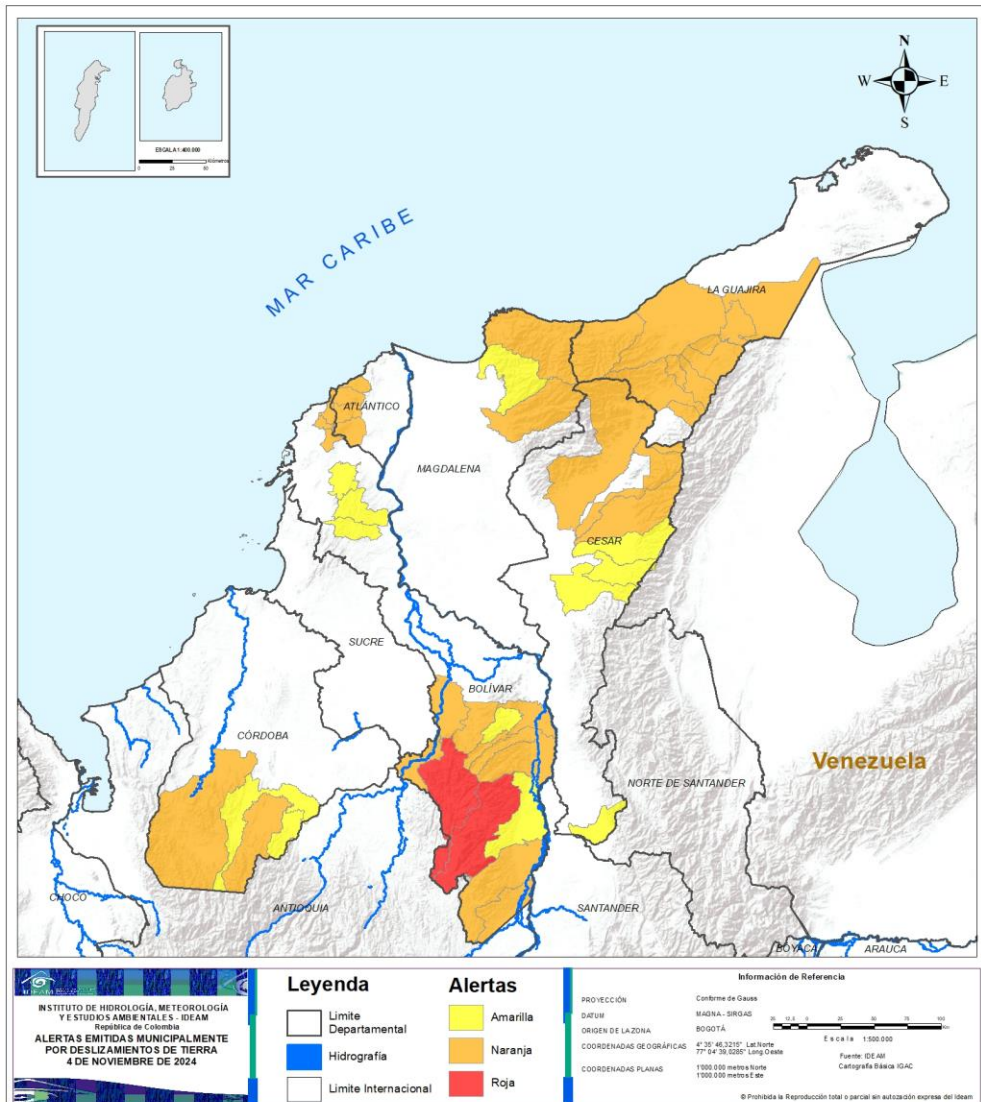 ESCALA 1:400.000
N
W
E
S
MAR CARIBE
LA GUAJIRA
ATLÁNTICO
MAGDALENA
CESAR
SUCRE
BOLÍVAR
CÓRDOBA
NORTE DE SANTANDER
Venezuela
CHOCO
ANTIOQUIA
SANTANDER
BOYACÁ
ARAUCA
IDEAM
INSTITUTO DE HIDROLOGÍA, METEOROLOGÍA
Y ESTUDIOS AMBIENTALES - IDEAM
República de Colombia
ALERTAS EMITIDAS MUNICIPALMENTE
POR DESLIZAMIENTOS DE TIERRA
4 DE NOVIEMBRE DE 2024
Leyenda
Limite
Departamental
Hidrografía
Limite Internacional
Alertas
Amarilla
Naranja
Roja
Información de Referencia
PROYECCIÓN Conforme de Gauss
DATUM MAGNA - SIRGAS
ORIGEN DE LA ZONA BOGOTÁ
COORDENADAS GEOGRÁFICAS 4° 35' 46,3215" Lat.Norte
77° 04' 39,0285" Long.Oeste
COORDENADAS PLANAS 1'000.000 metros Norte
1'000.000 metros Este
Escala 1:500.000
Fuente: IDEAM
Cartografía Básica IGAC
© Prohibida la Reproducción total o parcial sin autozación expresa del Ideam